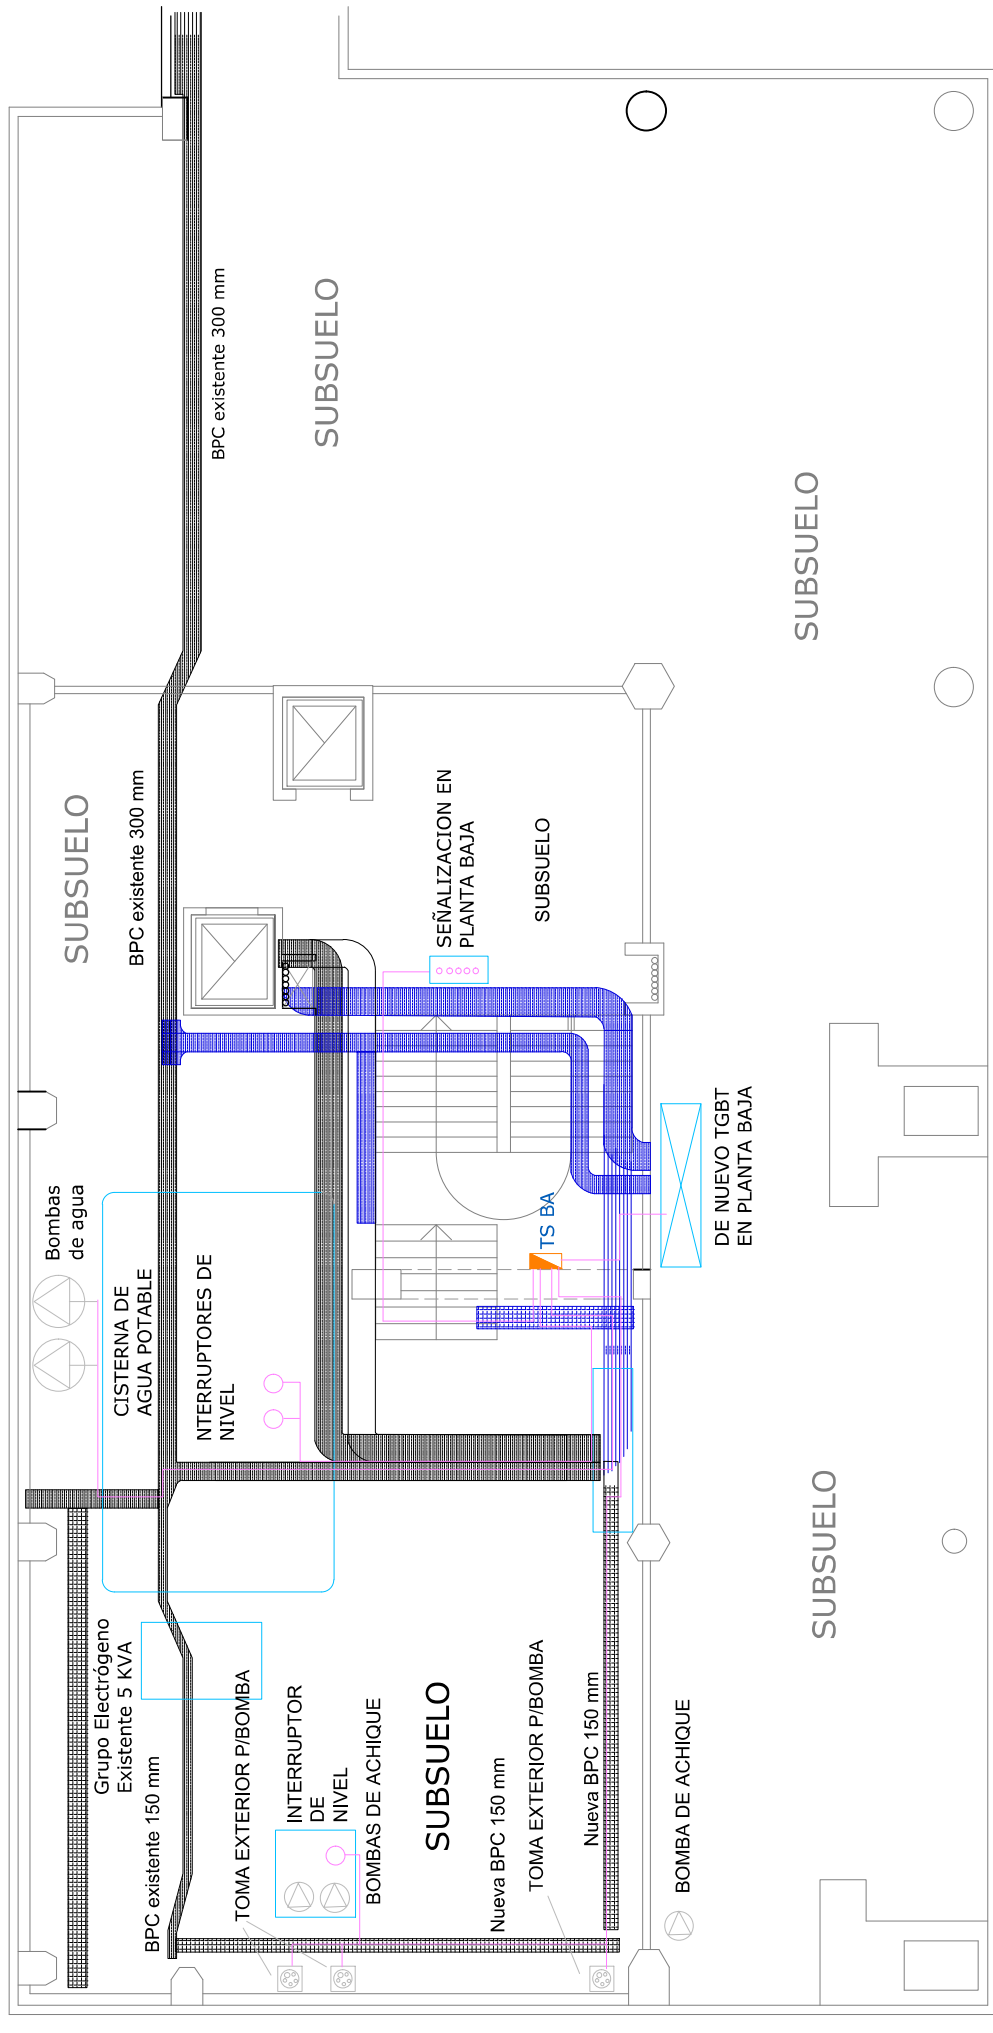 BPC existente 300 mm
SUBSUELO
SUBSUELO
SUBSUELO
BPC existente 300 mm
SEÑALIZACION EN
PLANTA BAJA
SUBSUELO
Bombas
de agua
CISTERNA DE
AGUA POTABLE
NTERRUPTORES DE
NIVEL
TS BA
DE NUEVO TGBT
EN PLANTA BAJA
SUBSUELO
Grupo Electrógeno
Existente 5 KVA
BPC existente 150 mm
TOMA EXTERIOR P/BOMBA
INTERRUPTOR
DE
NIVEL
BOMBAS DE ACHIQUE
SUBSUELO
Nueva BPC 150 mm
TOMA EXTERIOR P/BOMBA
Nueva BPC 150 mm
BOMBA DE ACHIQUE